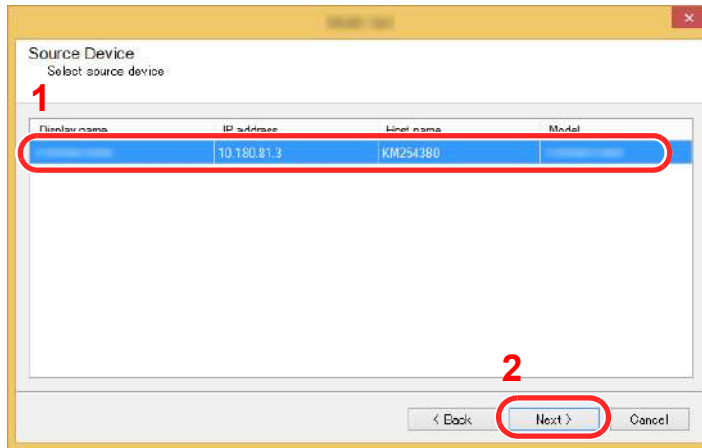 Source Device
Select source device
1
Display name IP address Host name Model
10.180.81.3 KM2543B0
2
< Back Next > Cancel